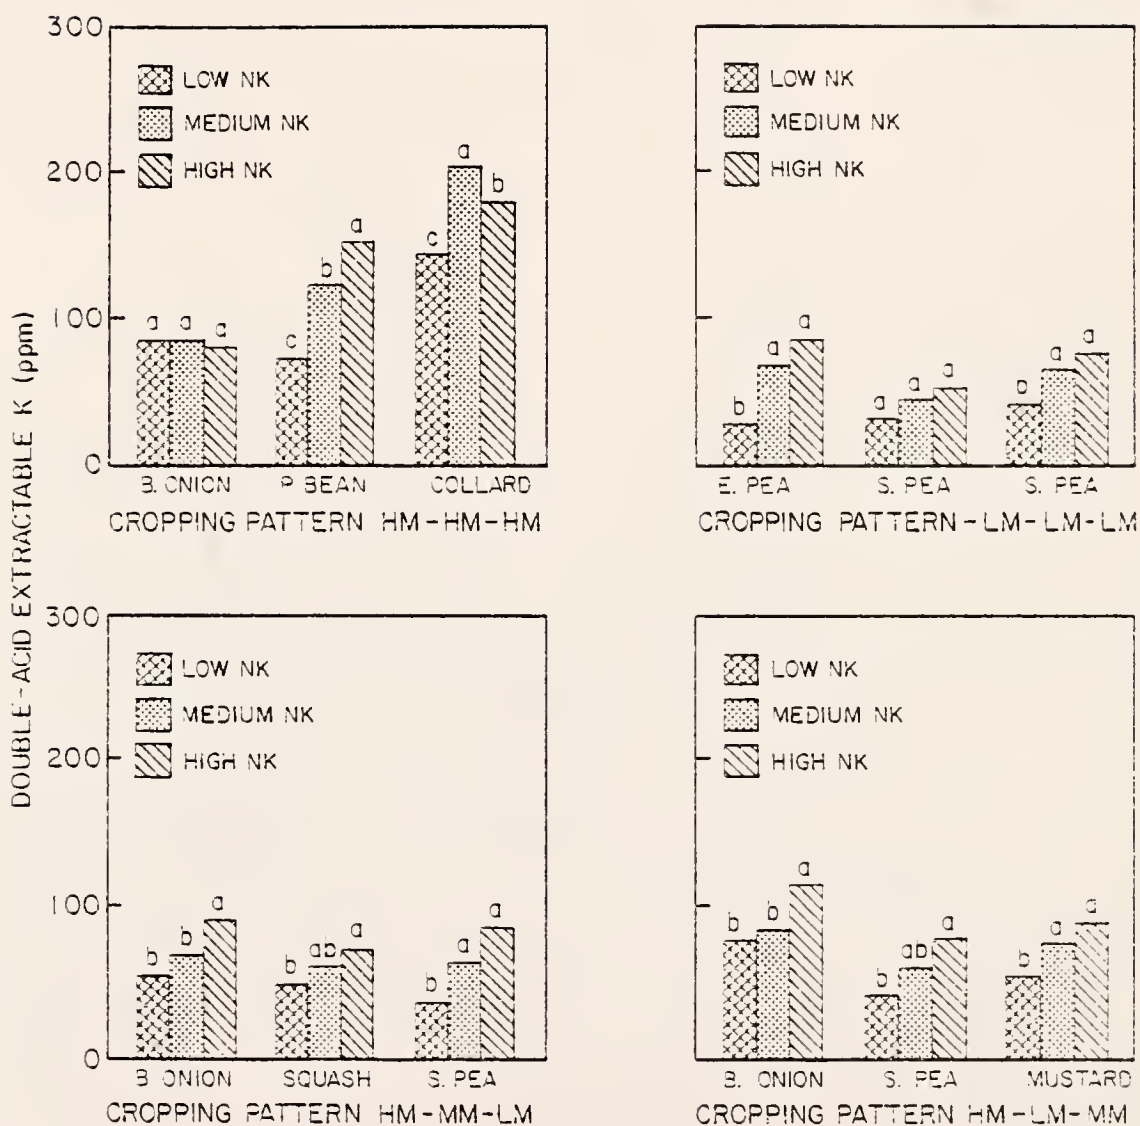 DOUBLE-ACID EXTRACTABLE K (ppm)
300
200
100
0
LOW NK
MEDIUM NK
HIGH NK
a a a
c b a
c a b
B. ONION P. BEAN COLLARD
CROPPING PATTERN HM-HM-HM
LOW NK
MEDIUM NK
HIGH NK
b a a
a a a
b a a
E. PEA S. PEA S. PEA
CROPPING PATTERN-LM-LM-LM
300
200
100
0
LOW NK
MEDIUM NK
HIGH NK
b b a
b ab a
b a a
B. ONION SQUASH S. PEA
CROPPING PATTERN HM-MM-LM
LOW NK
MEDIUM NK
HIGH NK
b b a
b ab a
b a a
B. ONION S. PEA MUSTARD
CROPPING PATTERN HM-LM-MM